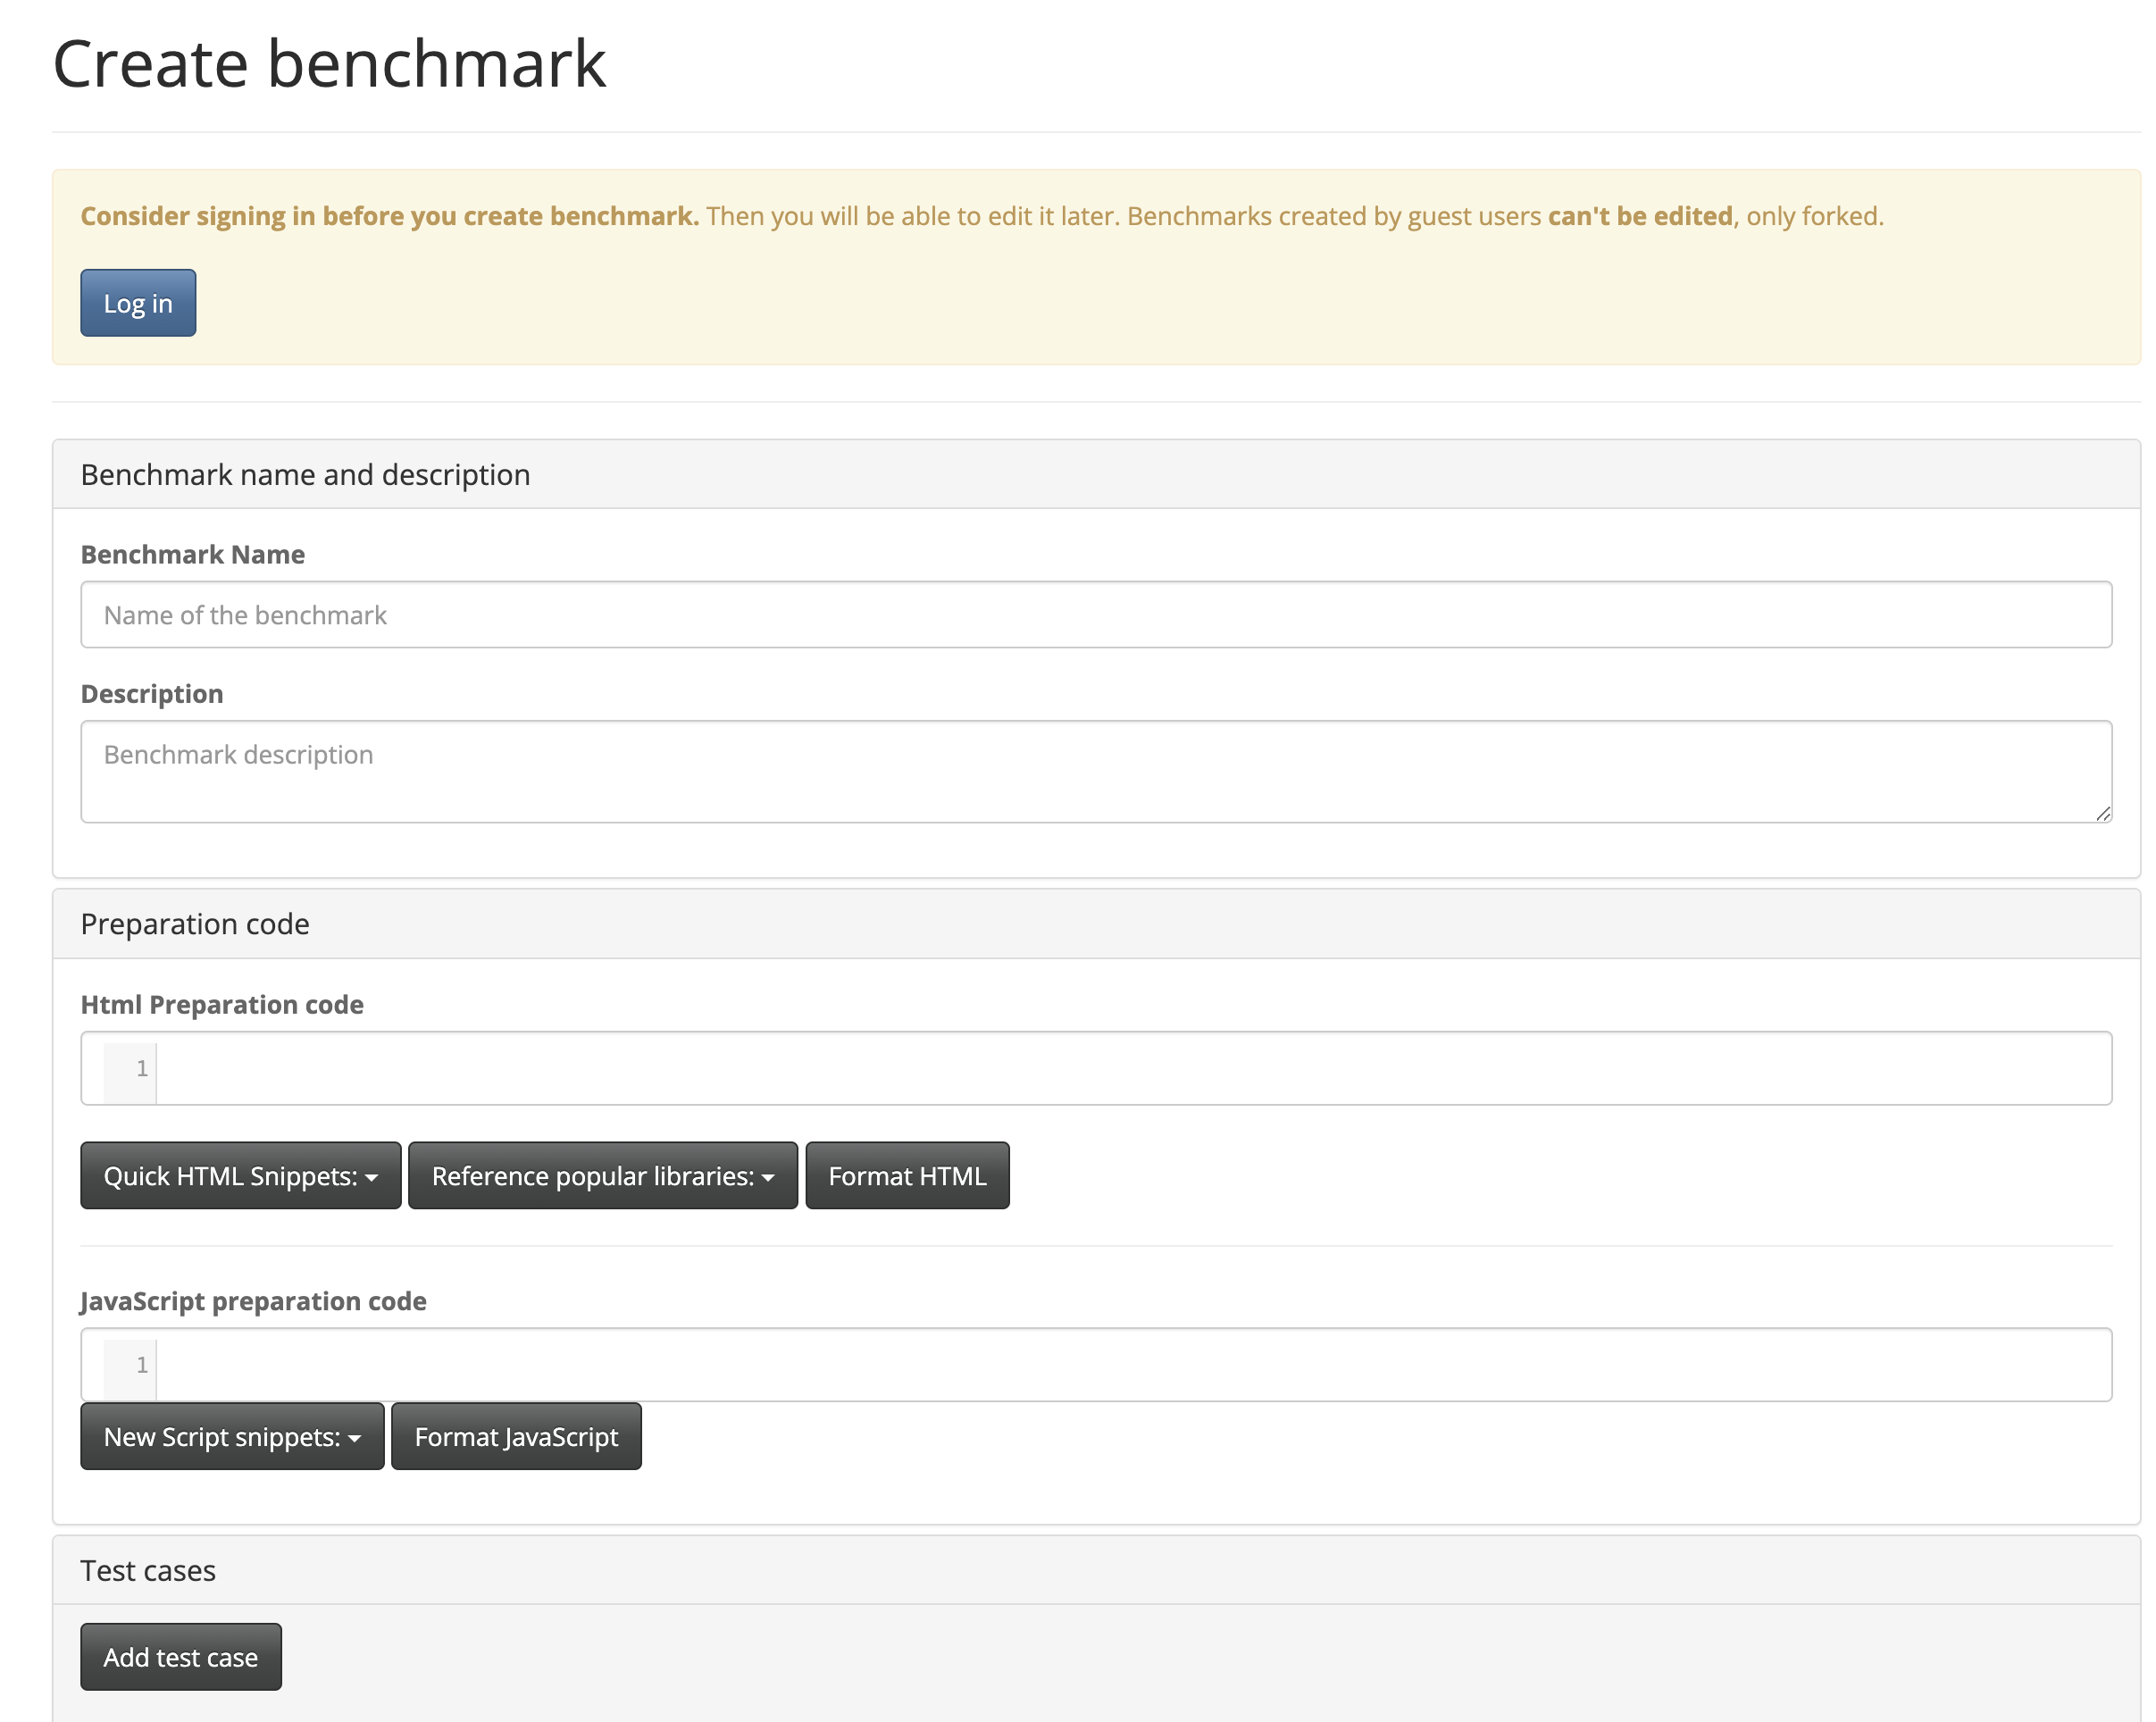 Create benchmark
Consider signing in before you create benchmark. Then you will be able to edit it later. Benchmarks created by guest users can't be edited, only forked.
Log in
Benchmark name and description
Benchmark Name
Name of the benchmark
Description
Benchmark description
Preparation code
Html Preparation code
1
Quick HTML Snippets: Reference popular libraries: Format HTML
JavaScript preparation code
1
New Script snippets: Format JavaScript
Test cases
Add test case